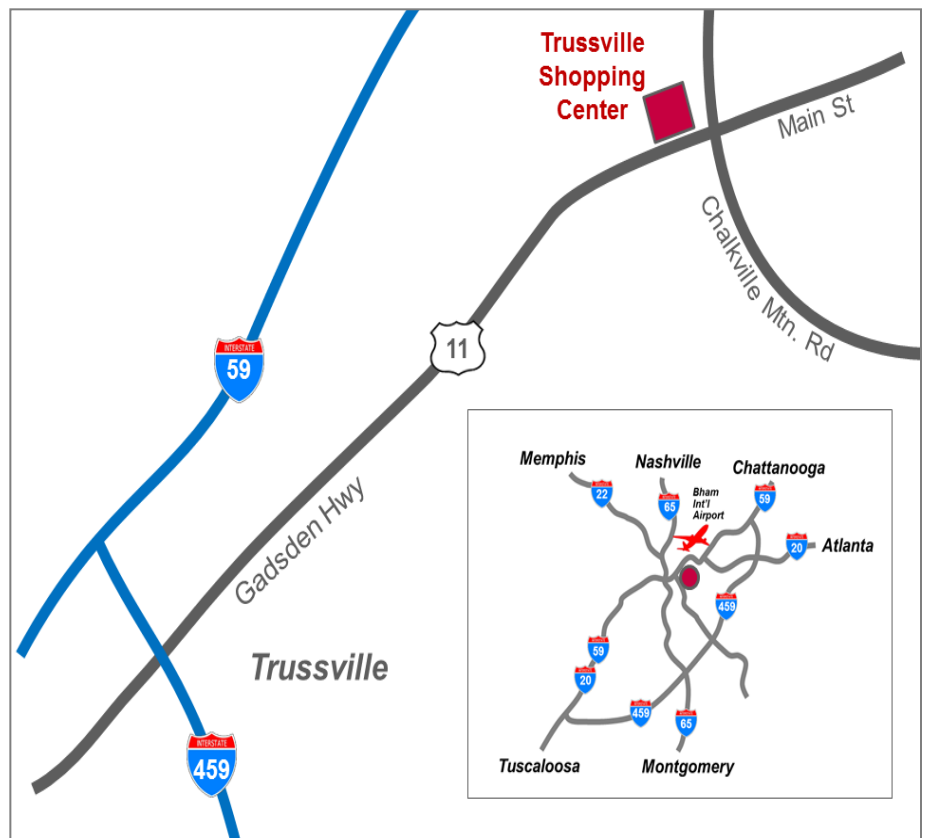 Trussville
Shopping
Center
Main St
Chalkville Mtn. Rd
11
INTERSTATE
59
Gadsden Hwy
Trussville
INTERSTATE
459
Memphis
Nashville
Chattanooga
22
65
Bham
Int'l
Airport
59
20
Atlanta
459
59
20
459
65
Tuscaloosa
Montgomery